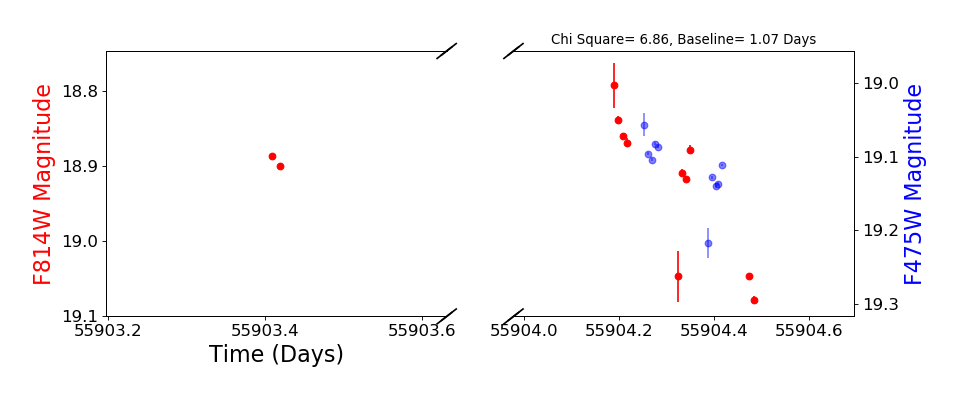 Chi Square= 6.86, Baseline= 1.07 Days
F814W Magnitude
18.8
18.9
19.0
19.1
19.0
19.1
19.2
19.3
F475W Magnitude
55903.2 55903.4 55903.6 55904.0 55904.2 55904.4 55904.6
Time (Days)